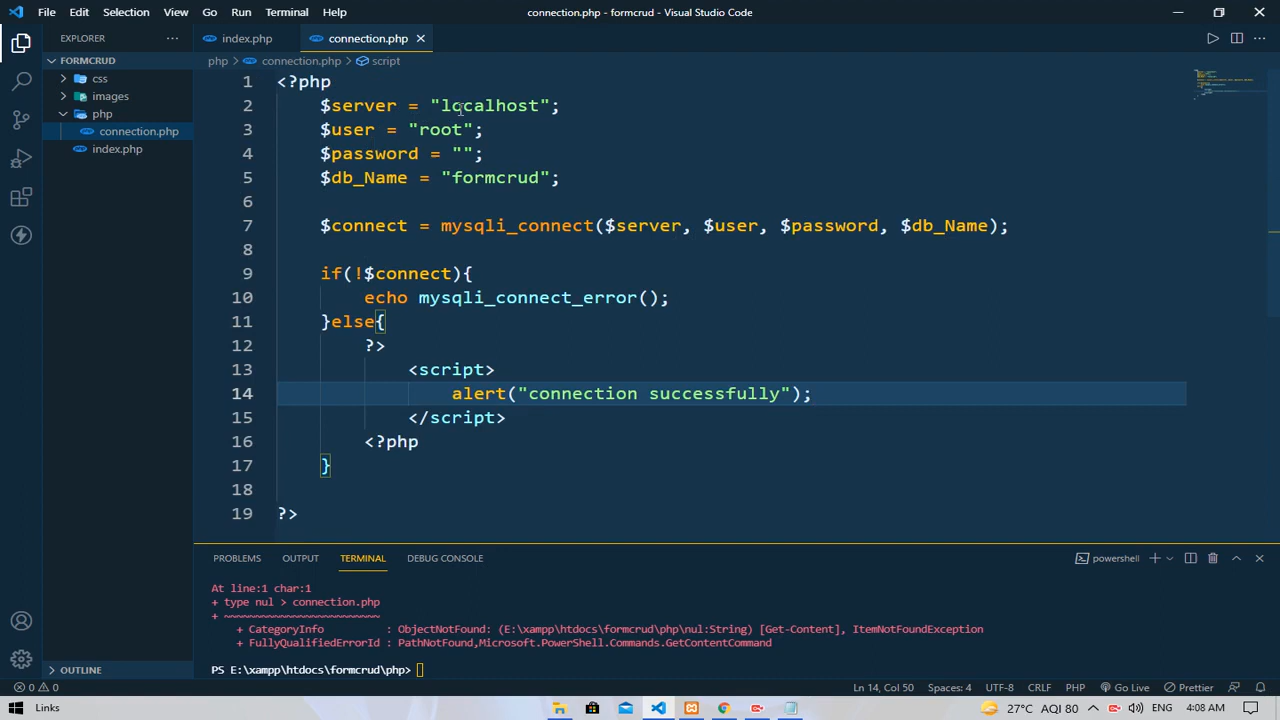 File Edit Selection View Go Run Terminal Help
connection.php - formcrud - Visual Studio Code
EXPLORER
index.php
connection.php
FORMCRUD
php > connection.php > script
css
images
php
connection.php
index.php
1 <?php
2 $server = "localhost";
3 $user = "root";
4 $password = "";
5 $db_Name = "formcrud";
6
7 $connect = mysqli_connect($server, $user, $password, $db_Name);
8
9 if(!$connect){
10 echo mysqli_connect_error();
11 }else{
12 ?>
13 <script>
14 alert("connection successfully");
15 </script>
16 <?php
17 }
18
19 ?>
PROBLEMS OUTPUT TERMINAL DEBUG CONSOLE
powershell
At line:1 char:1
+ type nul > connection.php
+ ~~~~~~~~~~~~~~~~~~~~~~~~~
+ CategoryInfo : ObjectNotFound: (E:\xampp\htdocs\formcrud\php\nul:String) [Get-Content], ItemNotFoundException
+ FullyQualifiedErrorId : PathNotFound,Microsoft.PowerShell.Commands.GetContentCommand
PS E:\xampp\htdocs\formcrud\php>
OUTLINE
0 0
Ln 14, Col 50 Spaces: 4 UTF-8 CRLF PHP Go Live Prettier
Links
27°C AQI 80
4:08 AM